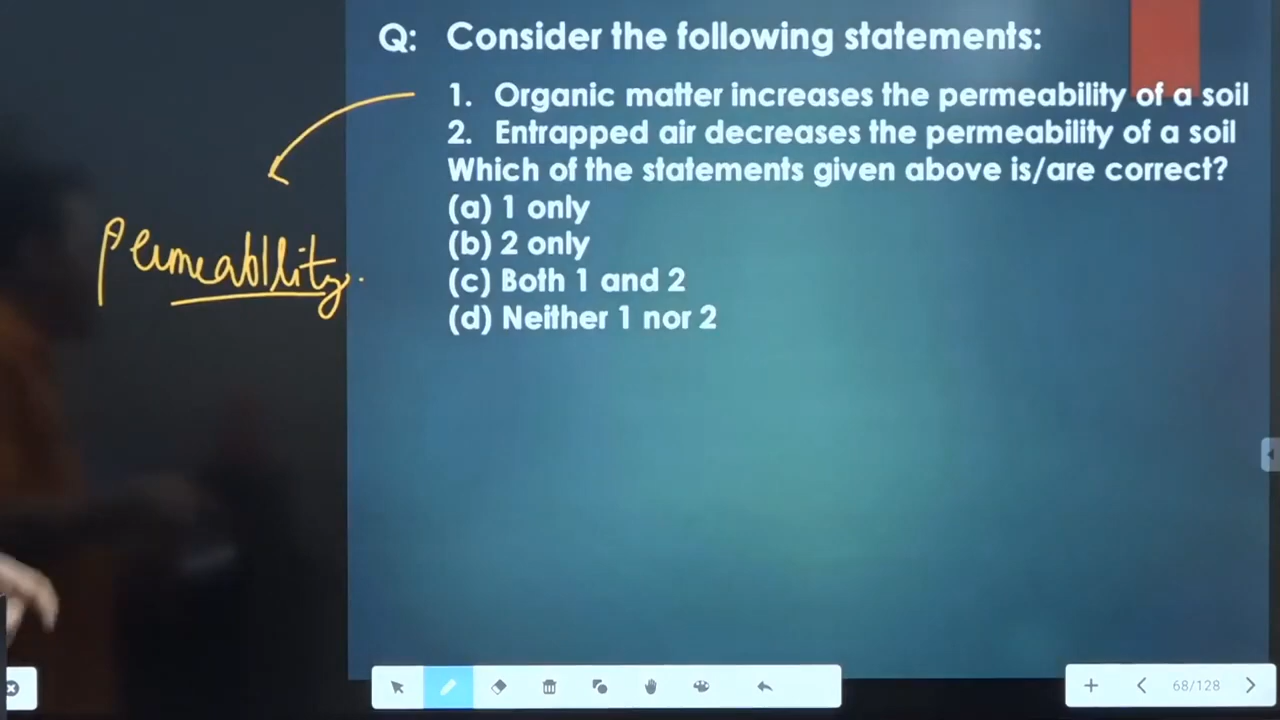 Q: Consider the following statements:
1. Organic matter increases the permeability of a soil
2. Entrapped air decreases the permeability of a soil
Which of the statements given above is/are correct?
(a) 1 only
(b) 2 only
(c) Both 1 and 2
(d) Neither 1 nor 2
Permeability.
68/128